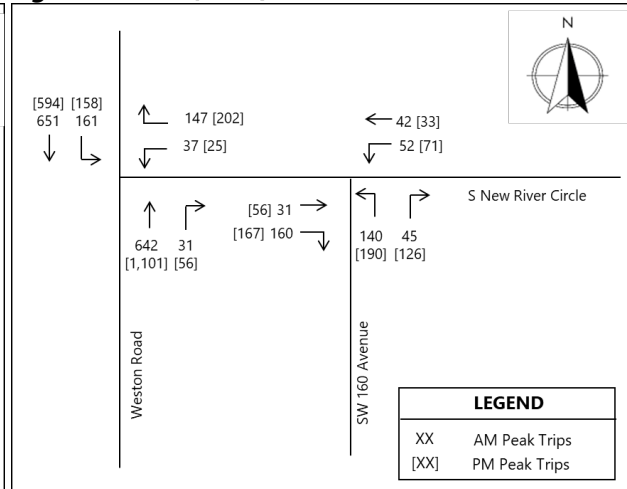 N
[594] [158]
651 161
147 [202]
37 [25]
42 [33]
52 [71]
S New River Circle
[56] 31
[167] 160
642 31
[1,101] [56]
140 45
[190] [126]
Weston Road
SW 160 Avenue
LEGEND
XX AM Peak Trips
[XX] PM Peak Trips